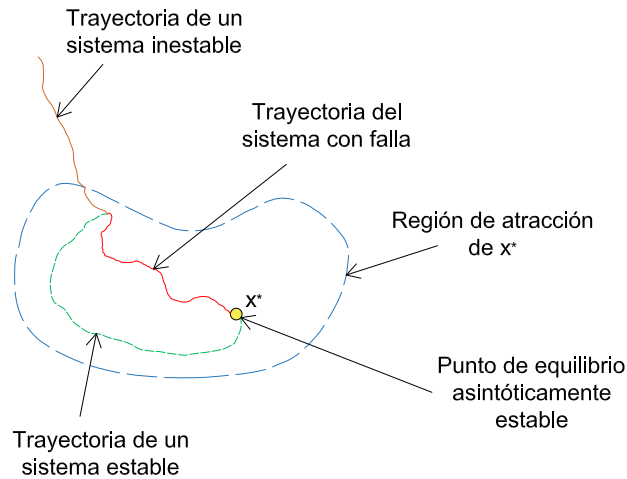 Trayectoria de un
sistema inestable
Trayectoria del
sistema con falla
Región de atracción
de x*
x*
Punto de equilibrio
asintóticamente
estable
Trayectoria de un
sistema estable